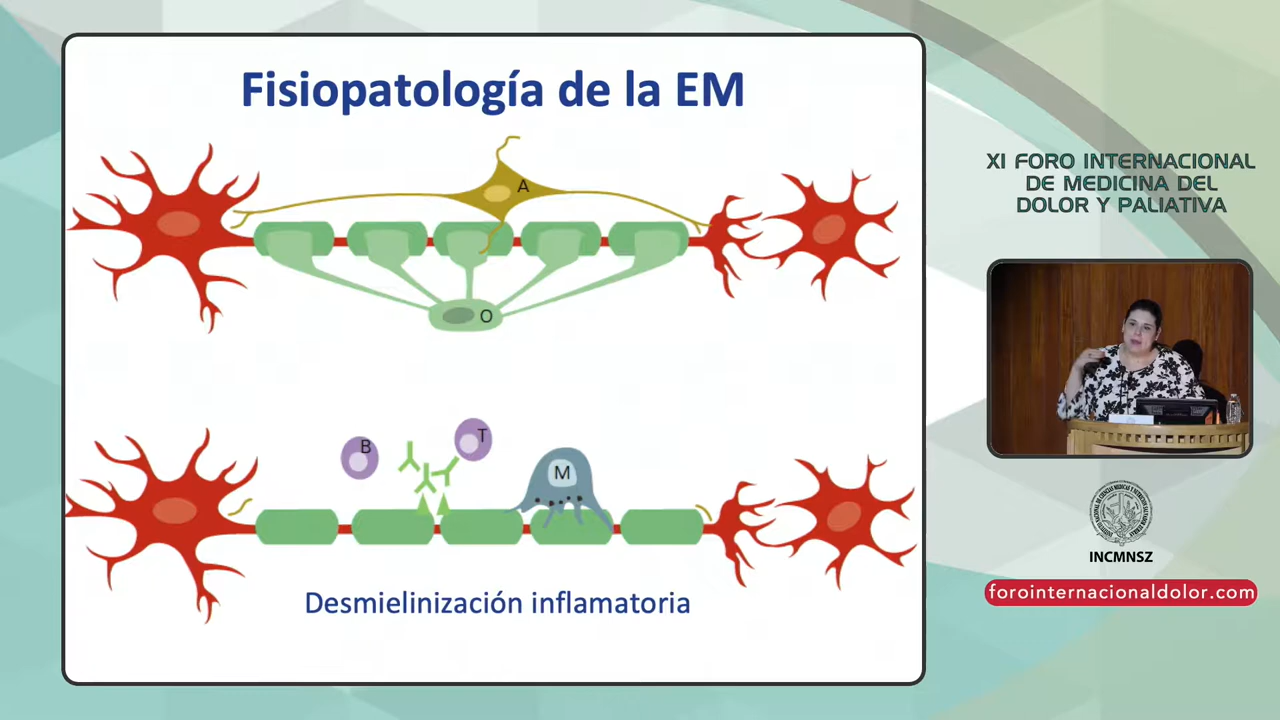 Fisiopatología de la EM
A
O
B
T
M
Desmielinización inflamatoria
XI FORO INTERNACIONAL
DE MEDICINA DEL
DOLOR Y PALIATIVA
INCMNSZ
forointernacionaldolor.com